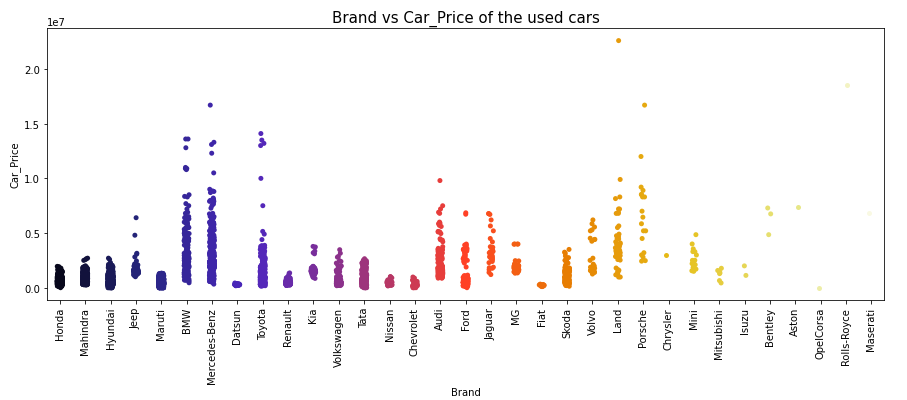 Brand vs Car_Price of the used cars
1e7
2.0
1.5
1.0
0.5
0.0
Car_Price
Honda
Mahindra
Hyundai
Jeep
Maruti
BMW
Mercedes-Benz
Datsun
Toyota
Renault
Kia
Volkswagen
Tata
Nissan
Chevrolet
Audi
Ford
Jaguar
MG
Fiat
Skoda
Volvo
Land
Porsche
Chrysler
Mini
Mitsubishi
Isuzu
Bentley
Aston
OpelCorsa
Rolls-Royce
Maserati
Brand